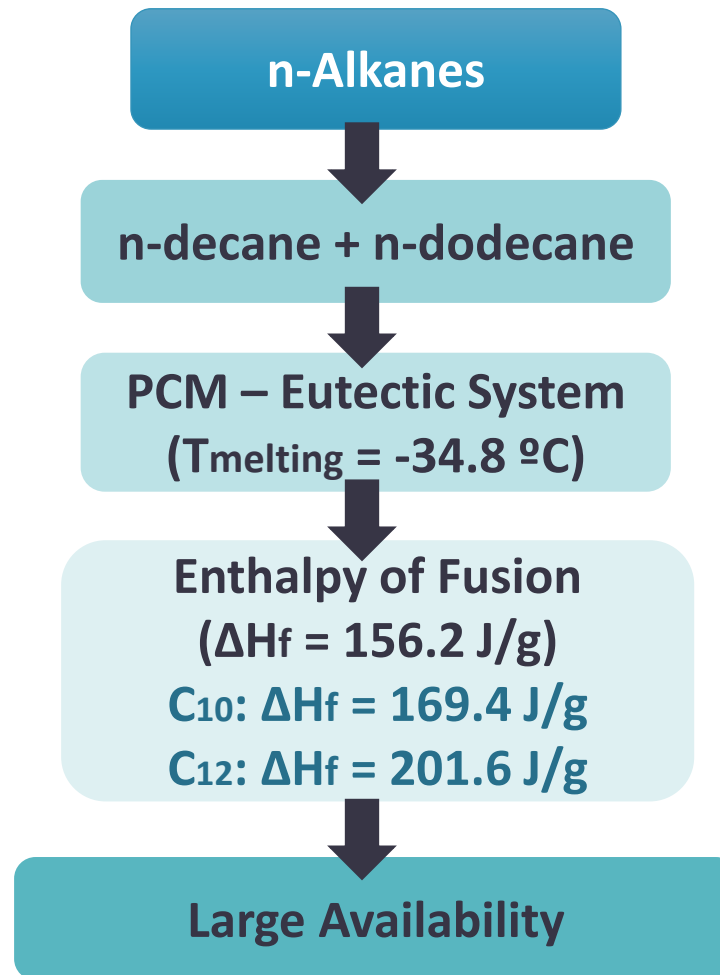 n-Alkanes
n-decane + n-dodecane
PCM – Eutectic System
(Tmelting = -34.8 ºC)
Enthalpy of Fusion
(ΔHf = 156.2 J/g)
C10: ΔHf = 169.4 J/g
C12: ΔHf = 201.6 J/g
Large Availability